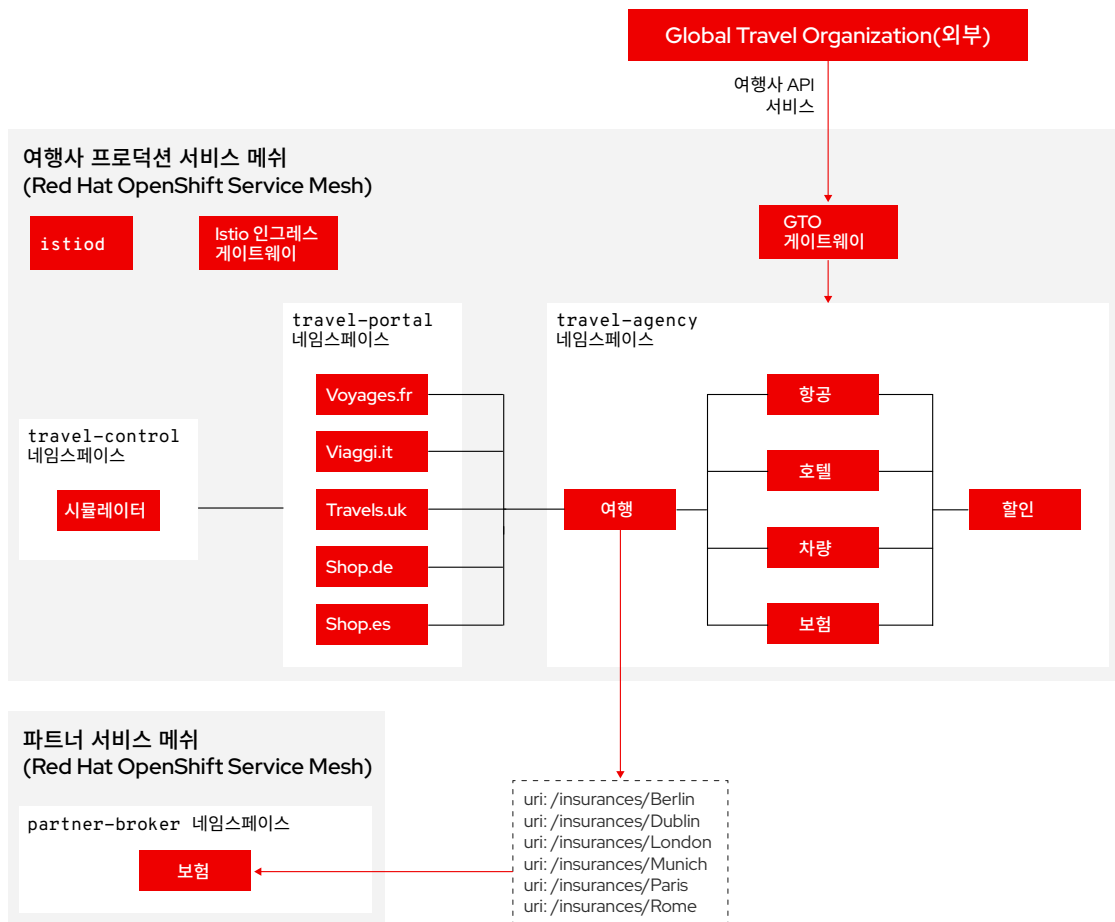 Global Travel Organization(외부)
여행사 API
서비스
여행사 프로덕션 서비스 메쉬
(Red Hat OpenShift Service Mesh)
istiod
Istio 인그레스
게이트웨이
GTO
게이트웨이
travel-portal
네임스페이스
travel-agency
네임스페이스
Voyages.fr
항공
travel-control
네임스페이스
Viaggi.it
호텔
시뮬레이터
Travels.uk
여행
할인
차량
Shop.de
Shop.es
보험
파트너 서비스 메쉬
(Red Hat OpenShift Service Mesh)
partner-broker 네임스페이스
보험
uri: /insurances/Berlin
uri: /insurances/Dublin
uri: /insurances/London
uri: /insurances/Munich
uri: /insurances/Paris
uri: /insurances/Rome